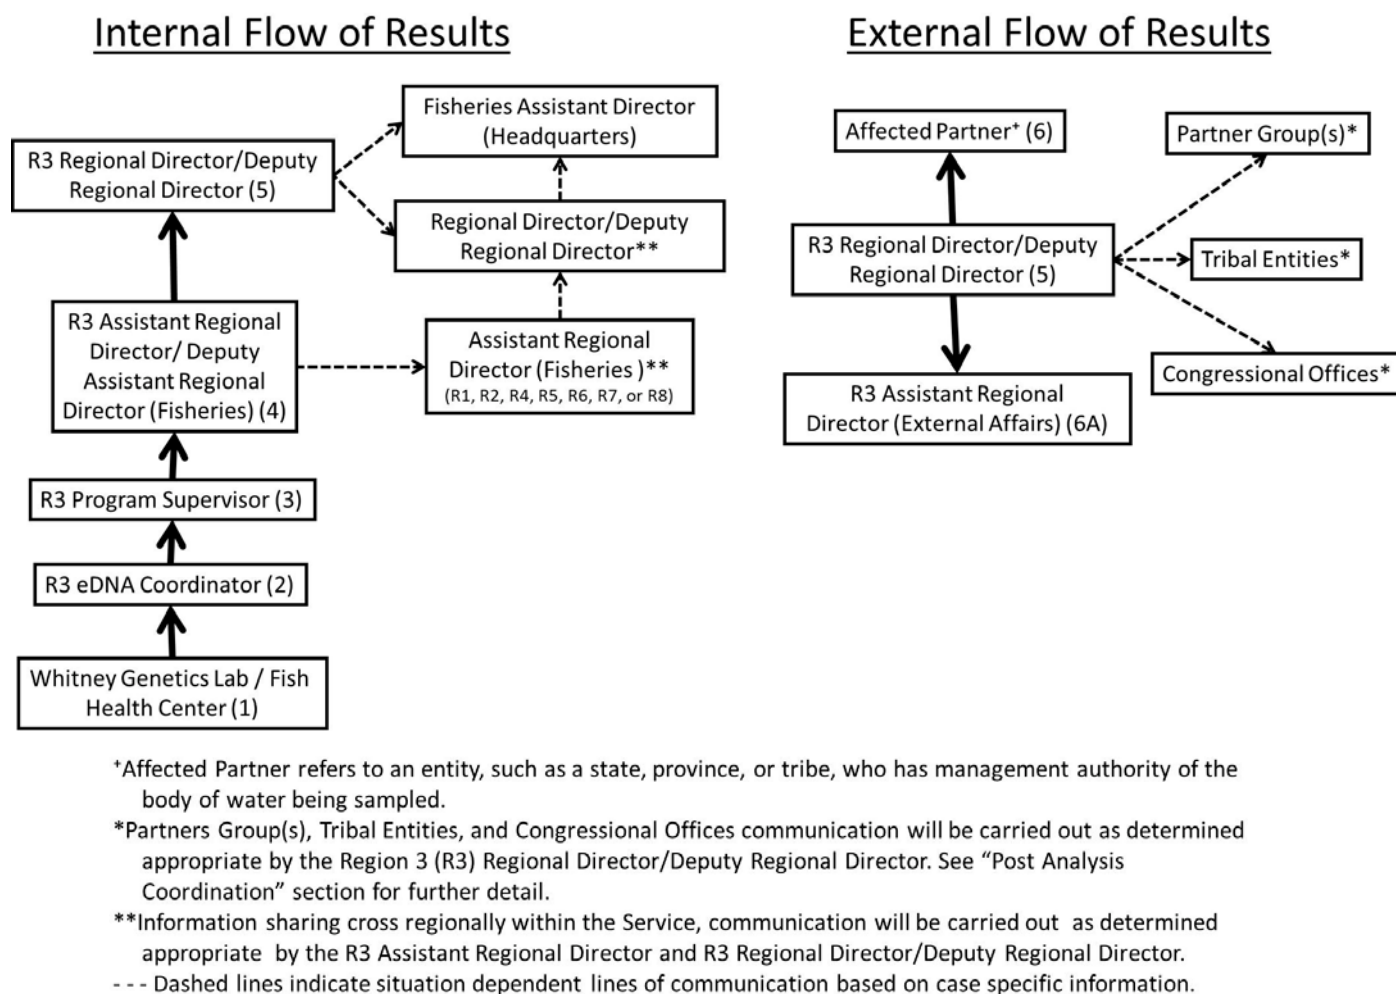 Internal Flow of Results
External Flow of Results
Fisheries Assistant Director
(Headquarters)
R3 Regional Director/Deputy
Regional Director (5)
Regional Director/Deputy
Regional Director**
R3 Assistant Regional
Director/ Deputy
Assistant Regional
Director (Fisheries) (4)
Assistant Regional
Director (Fisheries )**
(R1, R2, R4, R5, R6, R7, or R8)
R3 Program Supervisor (3)
R3 eDNA Coordinator (2)
Whitney Genetics Lab / Fish
Health Center (1)
Affected Partner⁺ (6)
Partner Group(s)*
R3 Regional Director/Deputy
Regional Director (5)
Tribal Entities*
Congressional Offices*
R3 Assistant Regional
Director (External Affairs) (6A)
⁺Affected Partner refers to an entity, such as a state, province, or tribe, who has management authority of the
body of water being sampled.
*Partners Group(s), Tribal Entities, and Congressional Offices communication will be carried out as determined
appropriate by the Region 3 (R3) Regional Director/Deputy Regional Director. See “Post Analysis
Coordination” section for further detail.
**Information sharing cross regionally within the Service, communication will be carried out as determined
appropriate by the R3 Assistant Regional Director and R3 Regional Director/Deputy Regional Director.
- - - Dashed lines indicate situation dependent lines of communication based on case specific information.